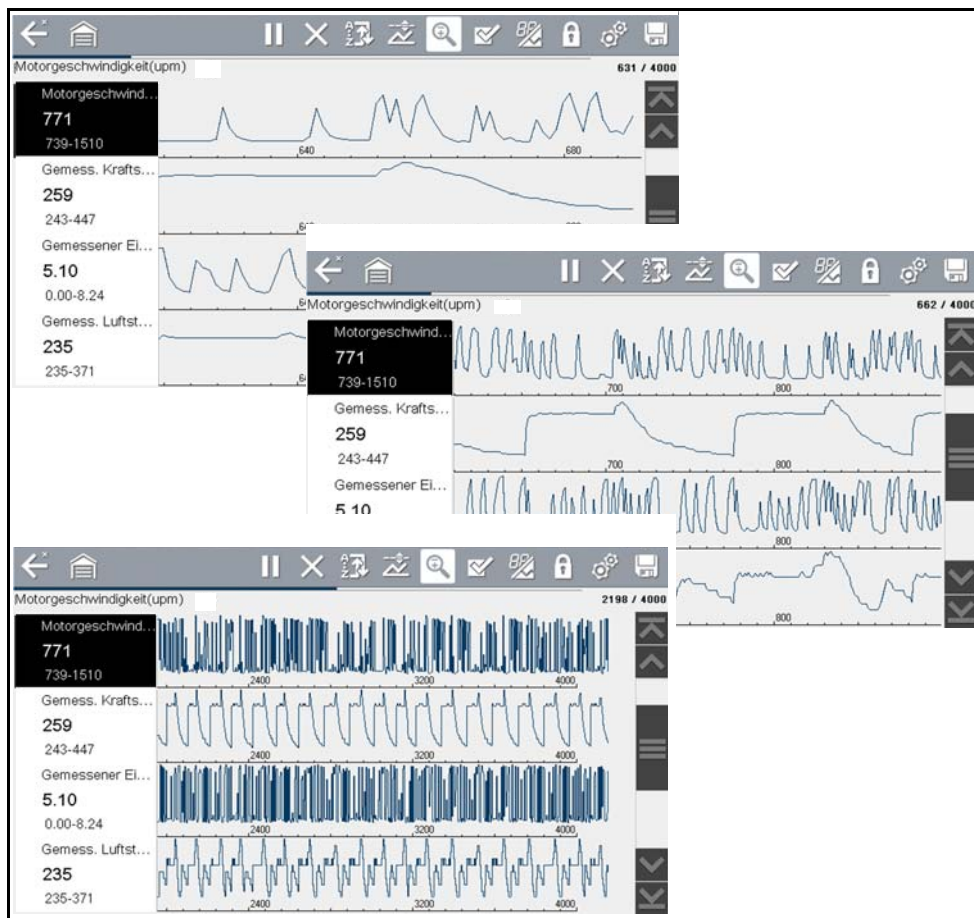 Motorgeschwindigkeit(upm)
631 / 4000
Motorgeschwind...
771
739-1510
640
680
Gemess. Krafts...
259
243-447
Gemessener Ei...
5.10
0.00-8.24
Gemess. Luftst...
235
235-371
Motorgeschwindigkeit(upm)
662 / 4000
Motorgeschwind...
771
739-1510
700
800
Gemess. Krafts...
259
243-447
700
800
Gemessener Ei...
5.10
800
800
Motorgeschwindigkeit(upm)
2198 / 4000
Motorgeschwind...
771
739-1510
2400
3200
4000
Gemess. Krafts...
259
243-447
2400
3200
4000
Gemessener Ei...
5.10
0.00-8.24
2400
3200
4000
Gemess. Luftst...
235
235-371
2400
3200
4000